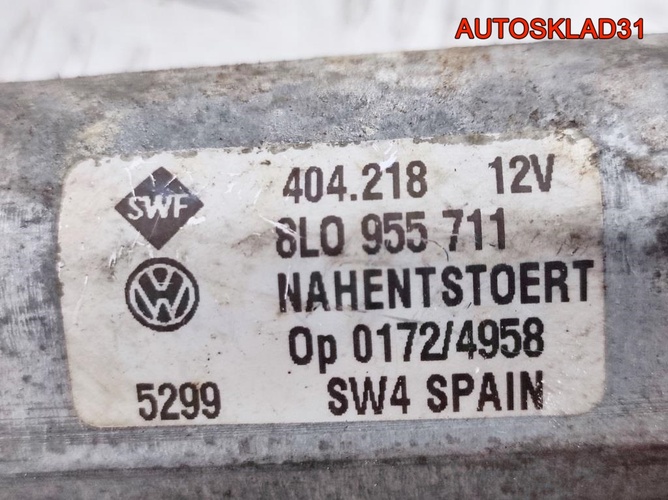 AUTOSKLAD31
SWF 404.218 12V
8L0 955 711
NAHENTSTOERT
Op 0172/4958
5299 SW4 SPAIN